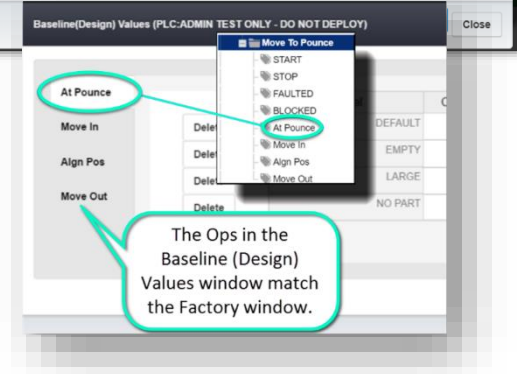 Baseline(Design) Values (PLC:ADMIN TEST ONLY - DO NOT DEPLOY)
Close
Move To Pounce
START
STOP
FAULTED
BLOCKED
At Pounce
Move In
Algn Pos
Move Out
At Pounce
Move In
Algn Pos
Move Out
DEFAULT
EMPTY
Delete
LARGE
NO PART
The Ops in the
Baseline (Design)
Values window match
the Factory window.